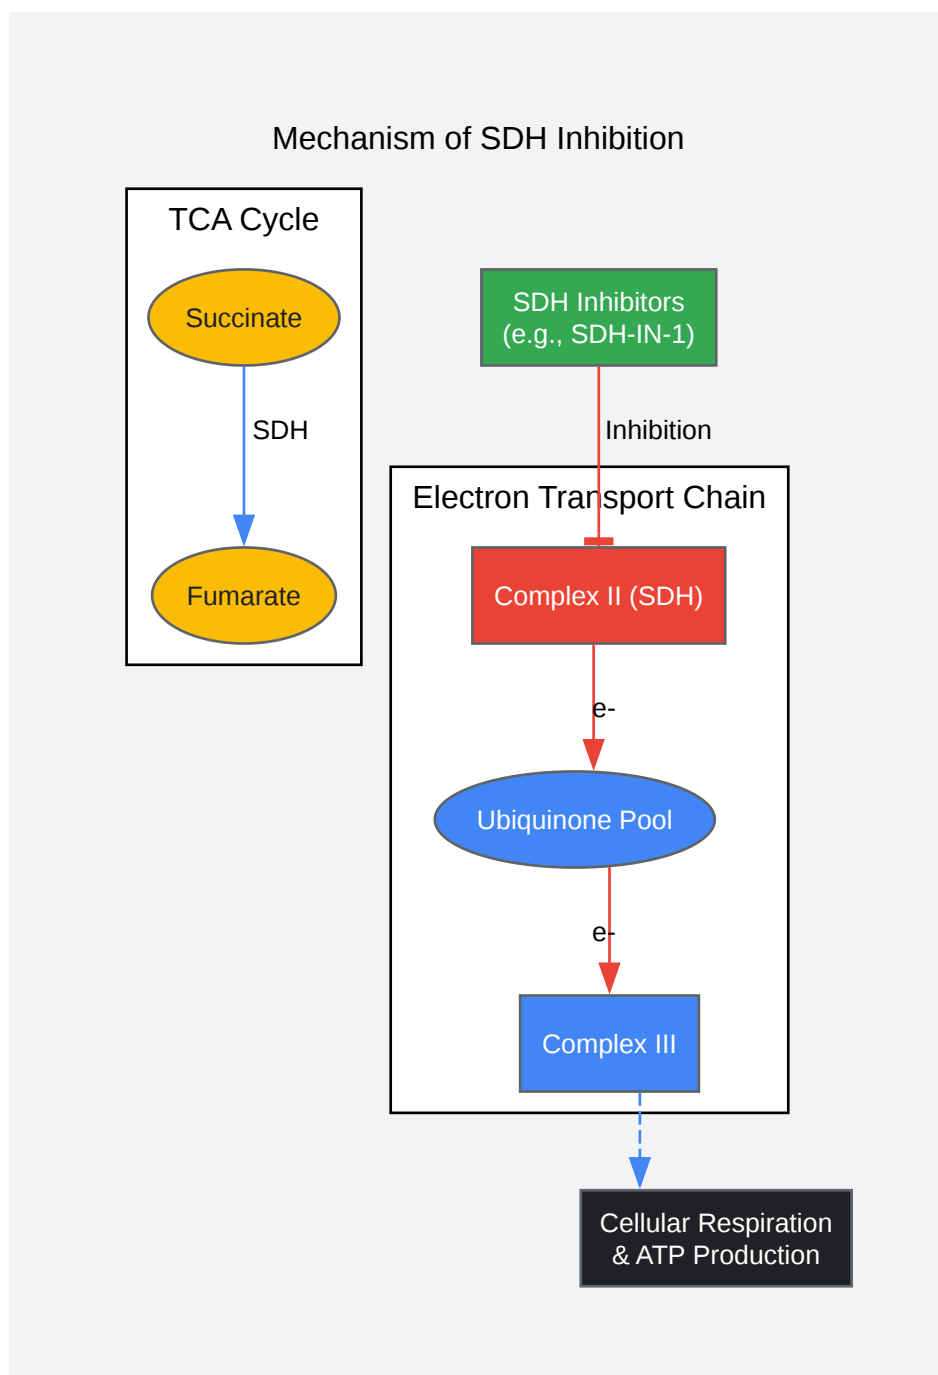 Mechanism of SDH Inhibition
TCA Cycle
Succinate
SDH
Fumarate
SDH Inhibitors
(e.g., SDH-IN-1)
Inhibition
Electron Transport Chain
Complex II (SDH)
e-
Ubiquinone Pool
e-
Complex III
Cellular Respiration
& ATP Production